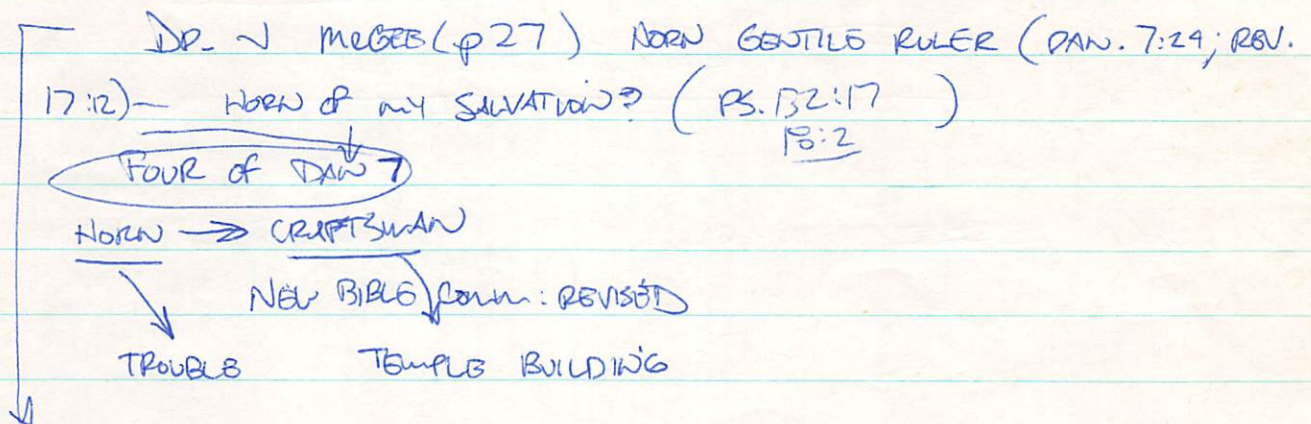 DR. J McGEE (p 27) HORN GENTILE RULER (DAN. 7:24; REV.
17:12) — HORN OF MY SALVATION? (PS. 132:17
18:2)
FOUR OF DAN 7
HORN → CRAFTSMAN
NEW BIBLE COMM: REVISED
TROUBLE TEMPLE BUILDING